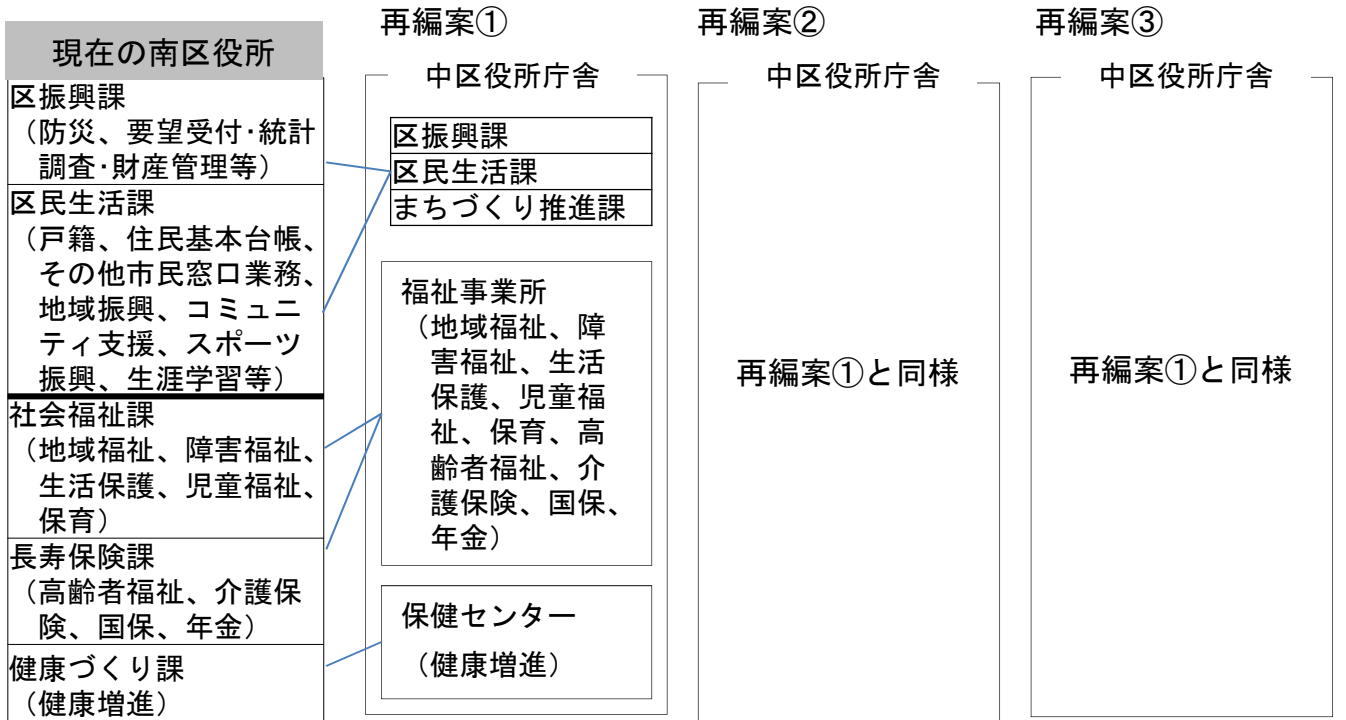 再編案①
再編案②
再編案③
現在の南区役所
区振興課
（防災、要望受付･統計
調査･財産管理等）
区民生活課
（戸籍、住民基本台帳、
その他市民窓口業務、
地域振興、コミュニ
ティ支援、スポーツ
振興、生涯学習等）
社会福祉課
（地域福祉、障害福祉、
生活保護、児童福祉、
保育）
長寿保険課
（高齢者福祉、介護保
険、国保、年金）
健康づくり課
（健康増進）
中区役所庁舎
区振興課
区民生活課
まちづくり推進課
福祉事業所
（地域福祉、障
害福祉、生活
保護、児童福
祉、保育、高
齢者福祉、介
護保険、国保、
年金）
保健センター
（健康増進）
中区役所庁舎
再編案①と同様
中区役所庁舎
再編案①と同様